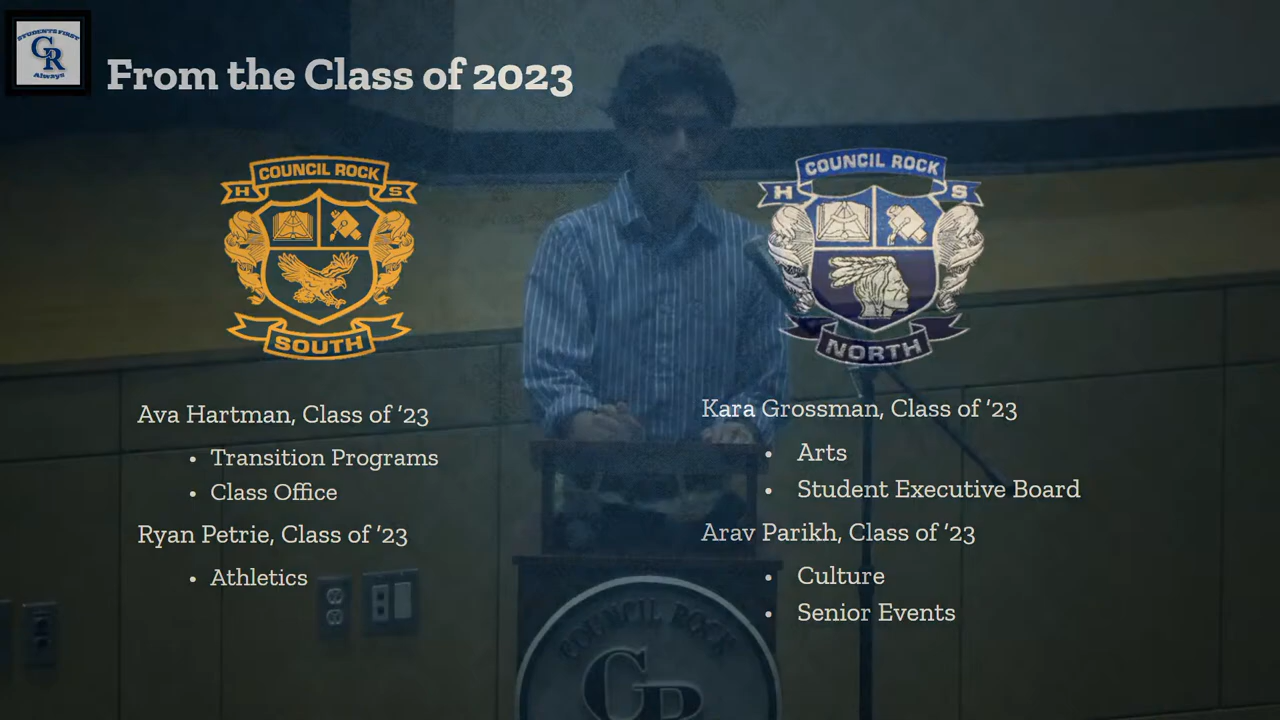 STUDENTS FIRST
CR
Always
From the Class of 2023
COUNCIL ROCK
H S
SOUTH
Ava Hartman, Class of ‘23
• Transition Programs
• Class Office
Ryan Petrie, Class of ‘23
• Athletics
COUNCIL ROCK
H S
NORTH
Kara Grossman, Class of ‘23
• Arts
• Student Executive Board
Arav Parikh, Class of ‘23
• Culture
• Senior Events
COUNCIL ROCK
CR